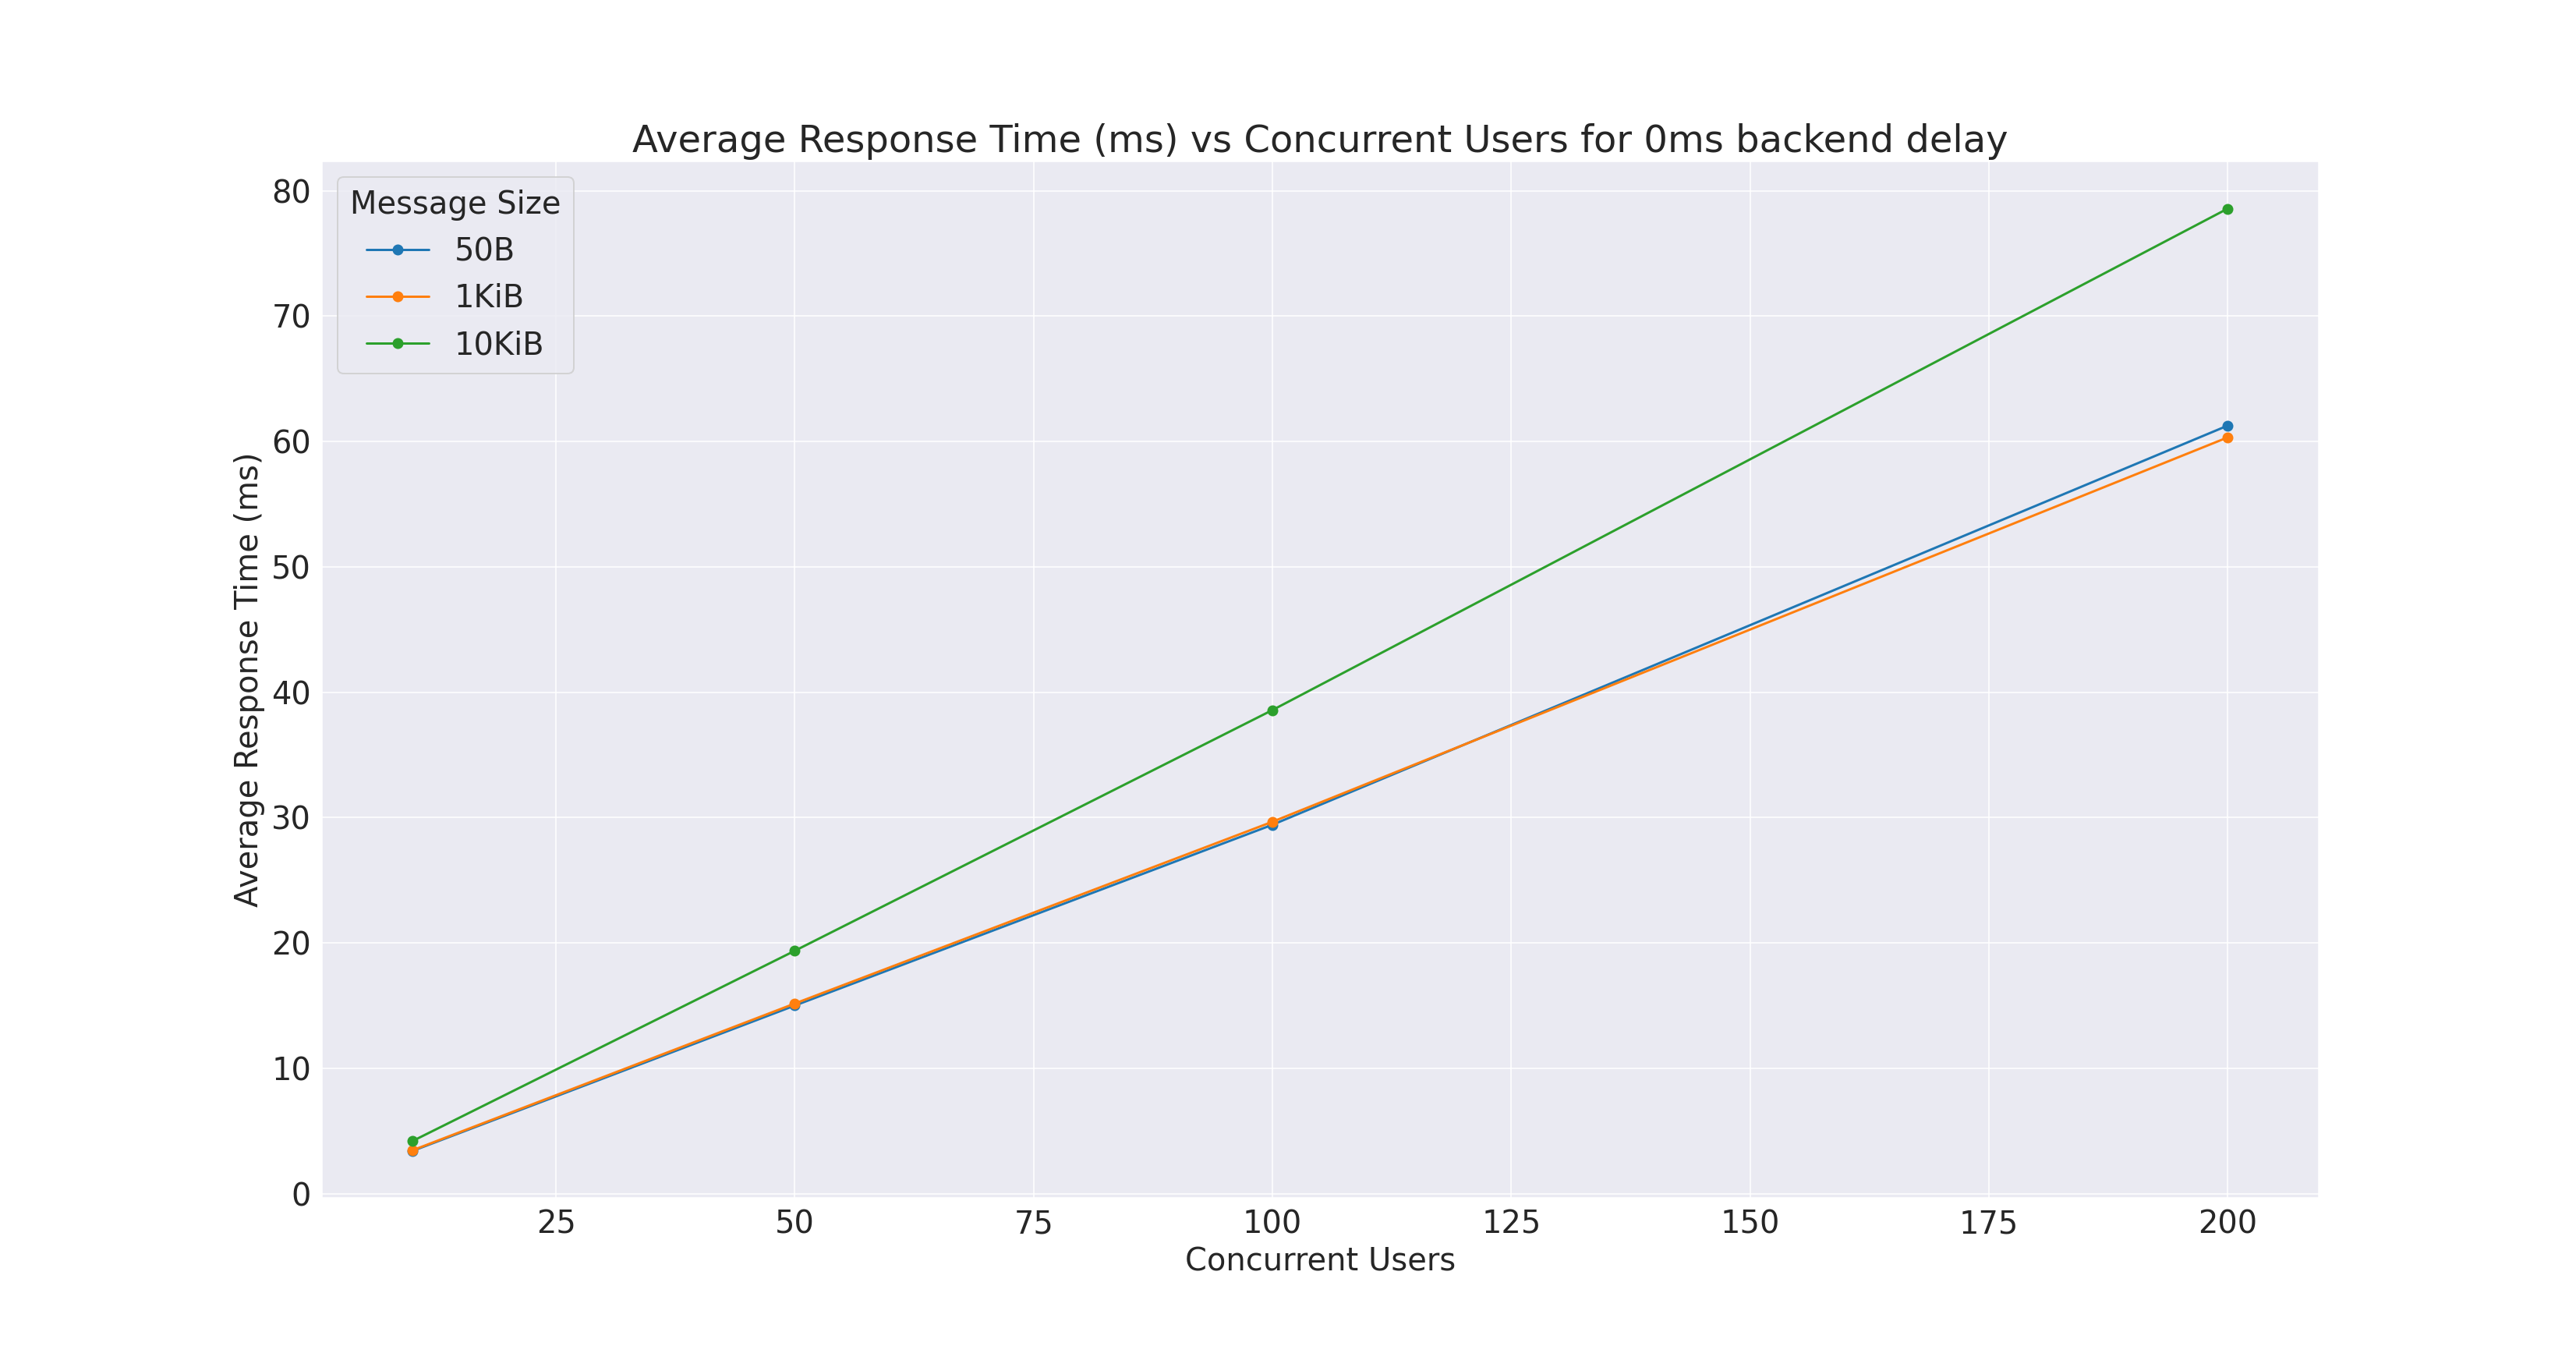 Average Response Time (ms) vs Concurrent Users for 0ms backend delay
Message Size
50B
1KiB
10KiB
Average Response Time (ms)
80
70
60
50
40
30
20
10
0
25 50 75 100 125 150 175 200
Concurrent Users